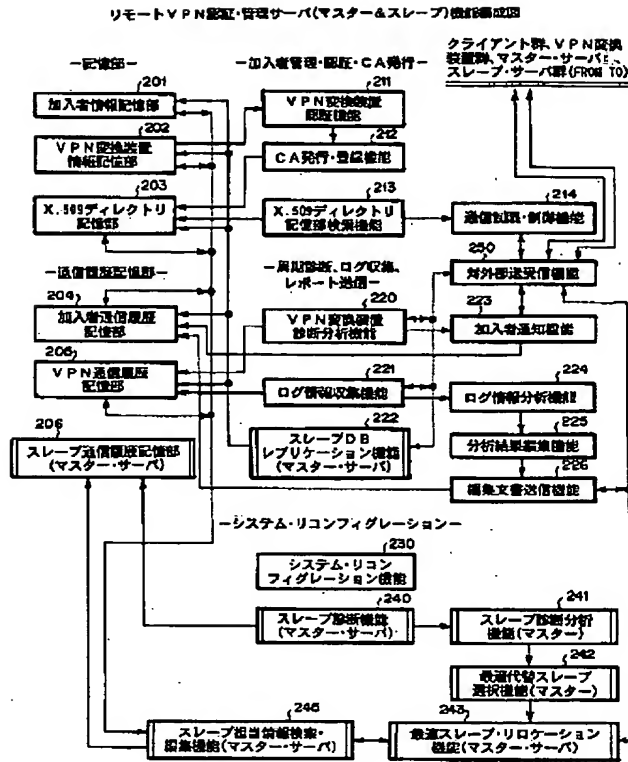 リモートVPN認証・管理サーバ(マスター&スレーブ)機能構成図
クライアント群、VPN変換
装置群、マスター・サーバ群、
スレーブ・サーバ群(FROM TO)
―記憶部―
201
加入者情報記憶部
202
VPN変換装置
情報記憶部
203
X.509ディレクトリ
記憶部
―通信履歴記憶部―
204
加入者通信履歴
記憶部
205
VPN通信履歴
記憶部
206
スレーブ通信履歴記憶部
(マスター・サーバ)
―加入者管理・認証・CA発行―
211
VPN変換装置
認証機能
212
CA発行・登録機能
213
X.509ディレクトリ
記憶部検索機能
214
通信制限・制御機能
250
対外部送受信機能
―周期診断、ログ収集、
レポート送信―
220
VPN変換装置
診断分析機能
223
加入者通知機能
221
ログ情報収集機能
224
ログ情報分析機能
222
スレーブDB
レプリケーション機能
(マスター・サーバ)
225
分析結果編集機能
226
編集文書送信機能
―システム・リコンフィグレーション―
230
システム・リコン
フィグレーション機能
240
スレーブ診断機能
(マスター・サーバ)
241
スレーブ診断分析
機能(マスター)
242
最適代替スレーブ
選択機能(マスター)
243
最適スレーブ・リロケーション
機能(マスター・サーバ)
245
スレーブ担当情報検索・
編集機能(マスター・サーバ)